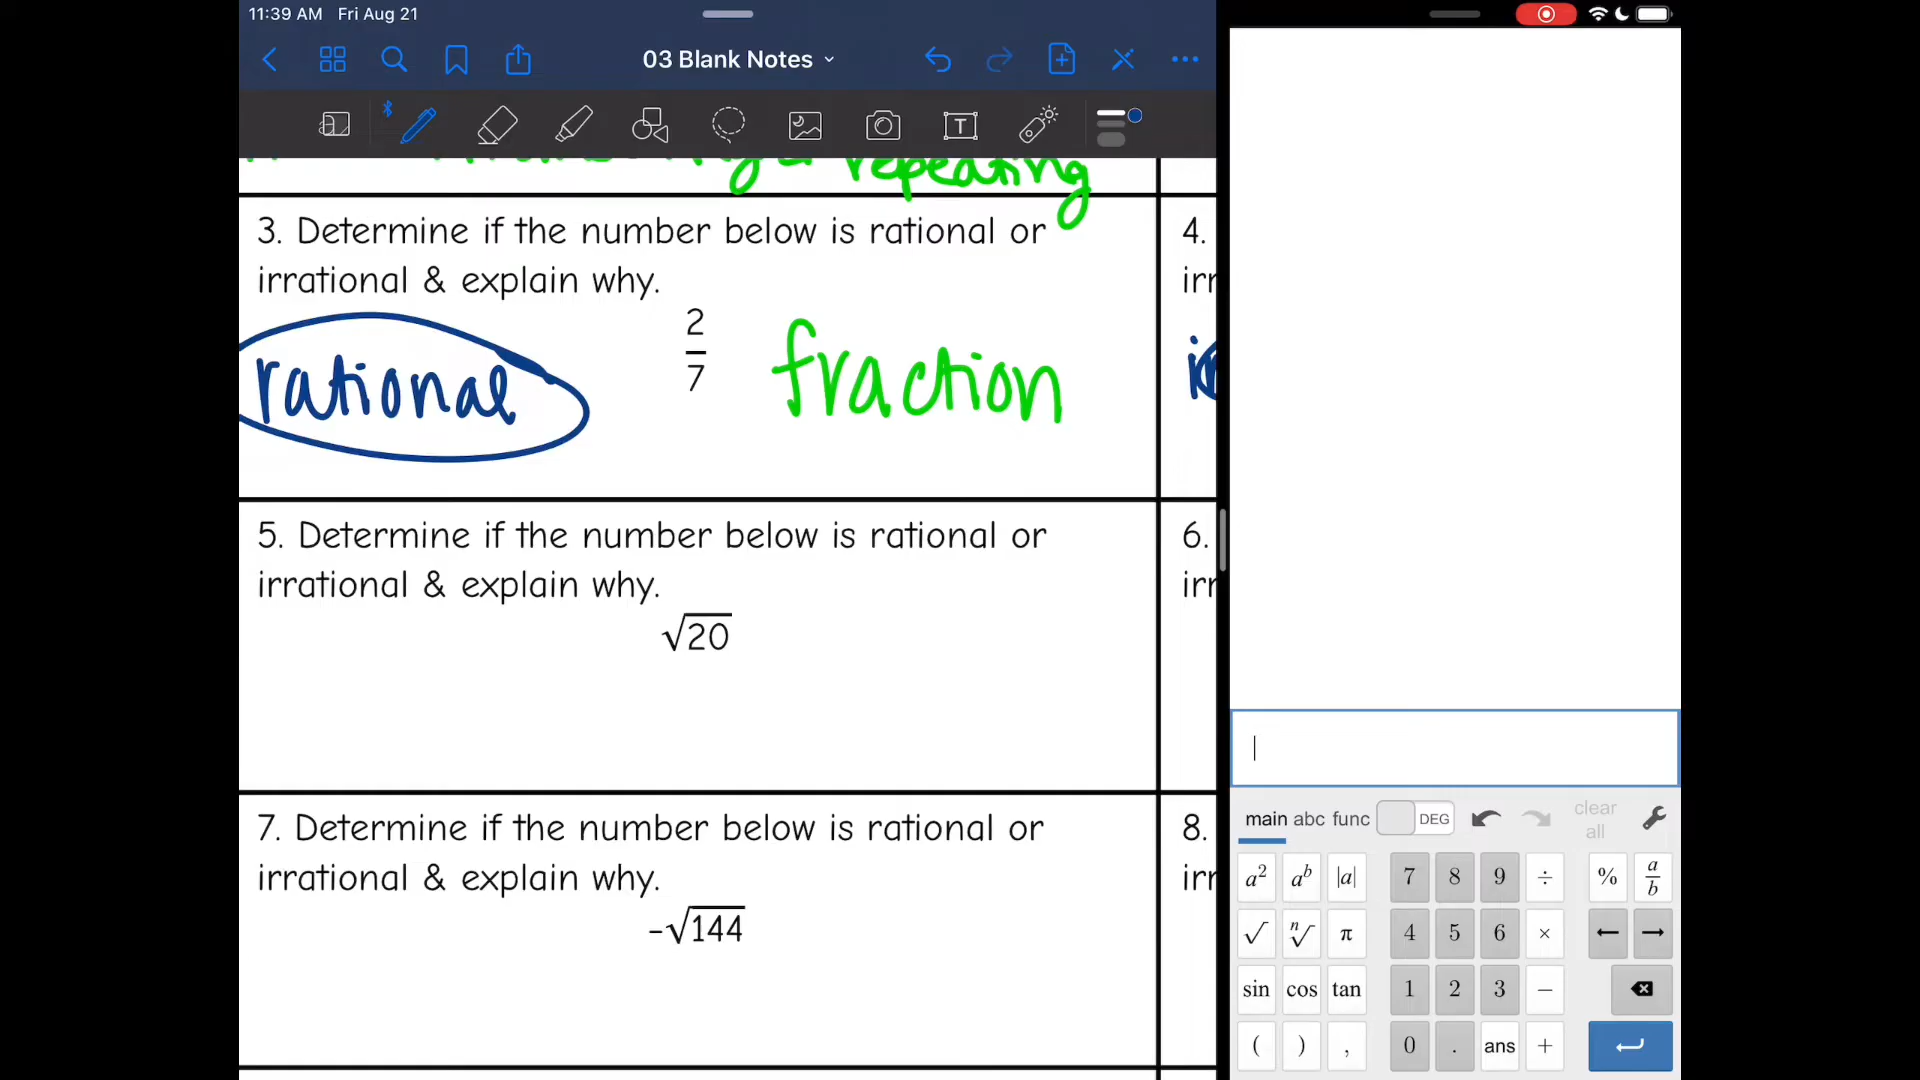 11:39 AM Fri Aug 21
03 Blank Notes
repeating
3. Determine if the number below is rational or
irrational & explain why.
2
7
rational
fraction
4.
irr
5. Determine if the number below is rational or
irrational & explain why.
√20
6.
irr
7. Determine if the number below is rational or
irrational & explain why.
-√144
8.
irr
main abc func DEG clear all
a² aᵇ |a| 7 8 9 ÷ % a/b
√ ⁿ√ π 4 5 6 × ← →
sin cos tan 1 2 3 −
( ) , 0 . ans +